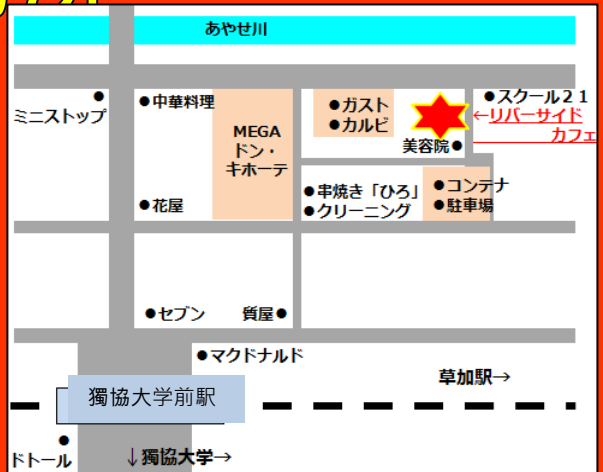 あやせ川
●
ミニストップ
●中華料理
MEGA
ドン・
キホーテ
●ガスト
●カルビ
美容院●
●スクール２１
←リバーサイド
カフェ
●花屋
●串焼き「ひろ」
●クリーニング
●コンテナ
●駐車場
●セブン
質屋●
●マクドナルド
草加駅→
獨協大学前駅
●
ドトール
↓獨協大学→